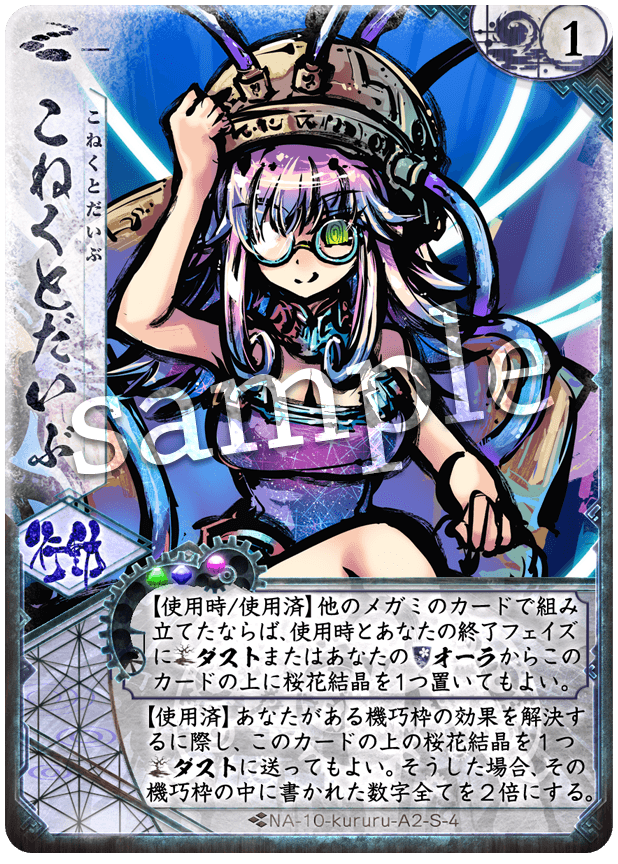 1
こねくとだいぶ
こねくとだいぶ
sample
行動
【使用時/使用済】他のメガミのカードで組み
立てたならば、使用時とあなたの終了フェイズ
にダストまたはあなたのオーラからこの
カードの上に桜花結晶を1つ置いてもよい。
【使用済】あなたがある機巧枠の効果を解決す
るに際し、このカードの上の桜花結晶を1つ
ダストに送ってもよい。そうした場合、その
機巧枠の中に書かれた数字全てを2倍にする。
NA-10-kururu-A2-S-4